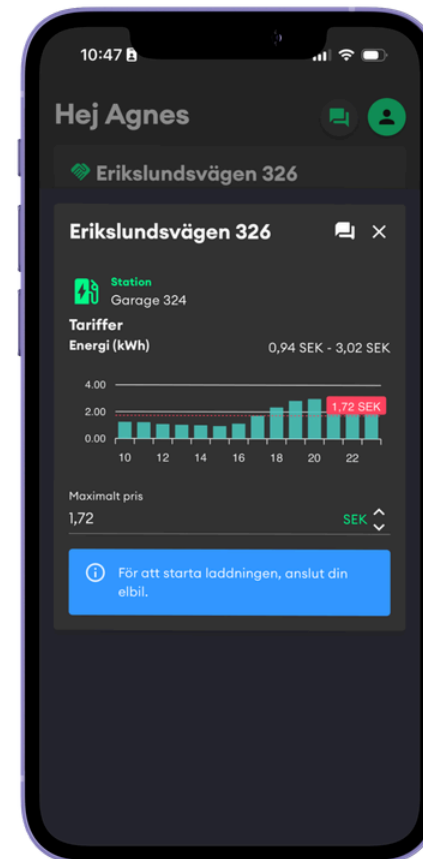 10:47
Hej Agnes
Erikslundsvägen 326
Erikslundsvägen 326
Station
Garage 324
Tariffer
Energi (kWh)
0,94 SEK - 3,02 SEK
4.00
2.00
1,72 SEK
0.00
10 12 14 16 18 20 22
Maximalt pris
1,72
SEK
För att starta laddningen, anslut din
elbil.